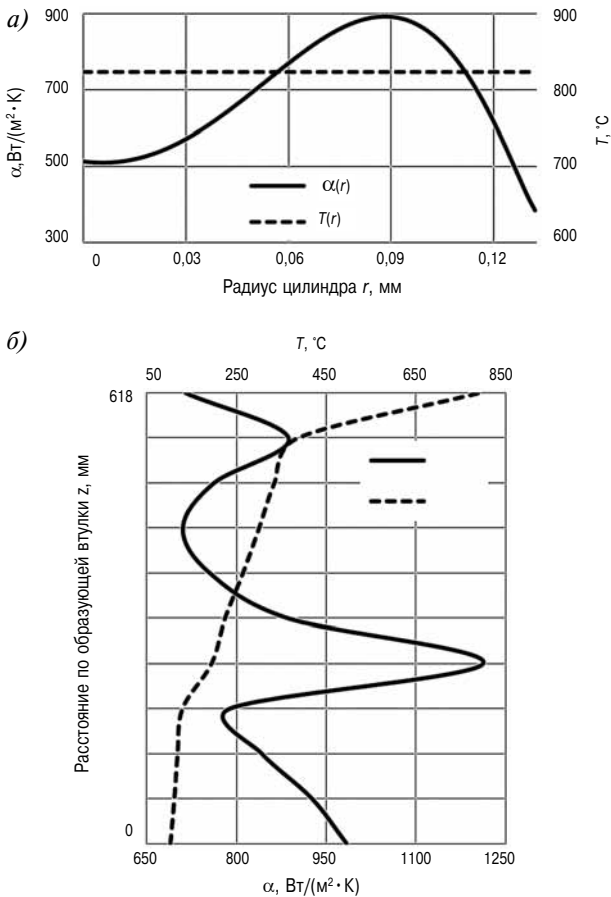 а)
900
700
500
300
α,Вт/(м²·К)
900
800
700
600
T, °C
α(r)
T(r)
0
0,03
0,06
0,09
0,12
Радиус цилиндра r, мм
б)
T, °C
50
250
450
650
850
618
0
Расстояние по образующей втулки z, мм
650
800
950
1100
1250
α, Вт/(м²·К)